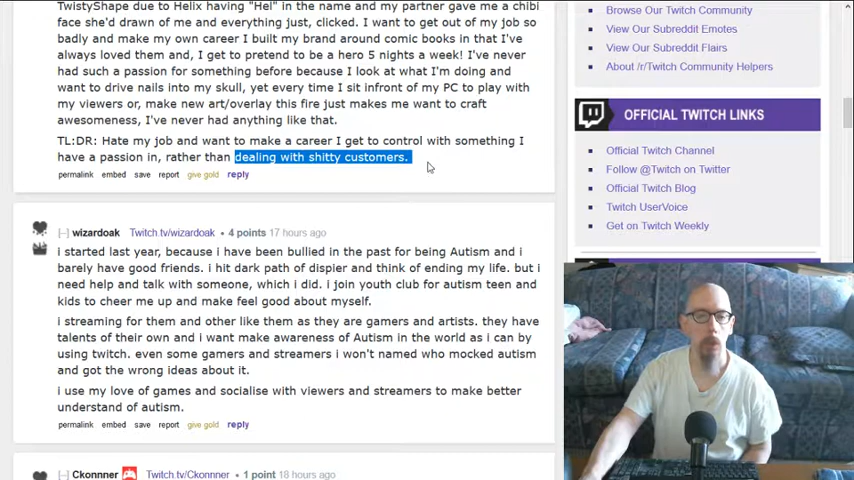 TwistyShape due to Helix having "Hel" in the name and my partner gave me a chibi
face she'd drawn of me and everything just, clicked. I want to get out of my job so
badly and make my own career I built my brand around comic books in that I've
always loved them and, I get to pretend to be a hero 5 nights a week! I've never
had such a passion for something before because I look at what I'm doing and
want to drive nails into my skull, yet every time I sit infront of my PC to play with
my viewers or, make new art/overlay this fire just makes me want to craft
awesomeness, I've never had anything like that.
TL:DR: Hate my job and want to make a career I get to control with something I
have a passion in, rather than dealing with shitty customers.
permalink embed save report give gold reply
[–] wizardoak Twitch.tv/wizardoak • 4 points 17 hours ago
i started last year, because i have been bullied in the past for being Autism and i
barely have good friends. i hit dark path of dispier and think of ending my life. but i
need help and talk with someone, which i did. i join youth club for autism teen and
kids to cheer me up and make feel good about myself.
i streaming for them and other like them as they are gamers and artists. they have
talents of their own and i want make awareness of Autism in the world as i can by
using twitch. even some gamers and streamers i won't named who mocked autism
and got the wrong ideas about it.
i use my love of games and socialise with viewers and streamers to make better
understand of autism.
permalink embed save report give gold reply
[–] Ckonnner Twitch.tv/Ckonnner • 1 point 18 hours ago
Browse Our Twitch Community
View Our Subreddit Emotes
View Our Subreddit Flairs
About /r/Twitch Community Helpers
OFFICIAL TWITCH LINKS
Official Twitch Channel
Follow @Twitch on Twitter
Official Twitch Blog
Twitch UserVoice
Get on Twitch Weekly